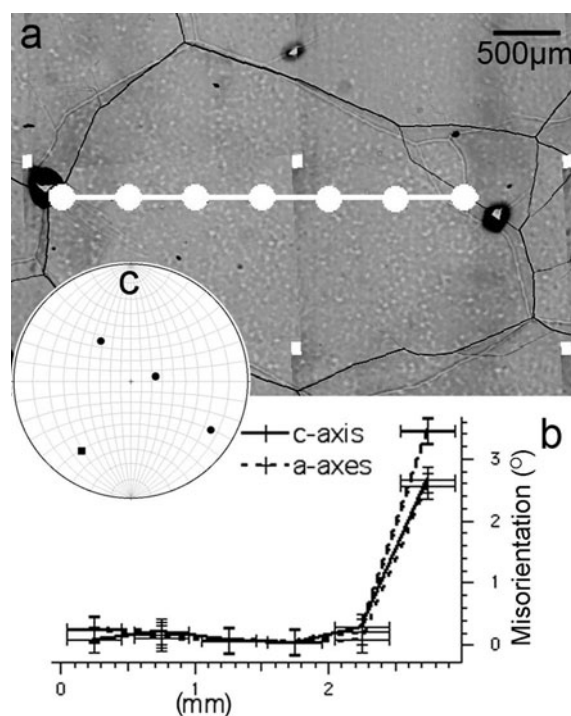 a
500µm
c
c-axis
a-axes
b
3
2
1
0
Misorientation (°)
0
1
2
(mm)